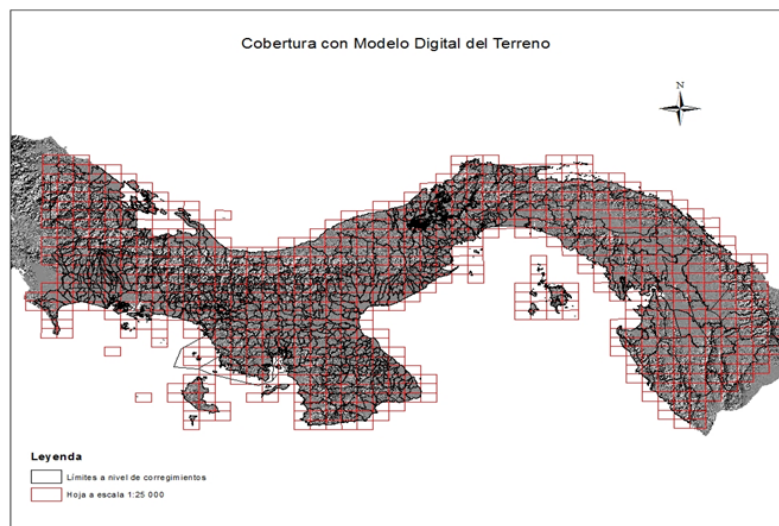 Cobertura con Modelo Digital del Terreno
N
Leyenda
Límites a nivel de corregimientos
Hoja a escala 1:25 000